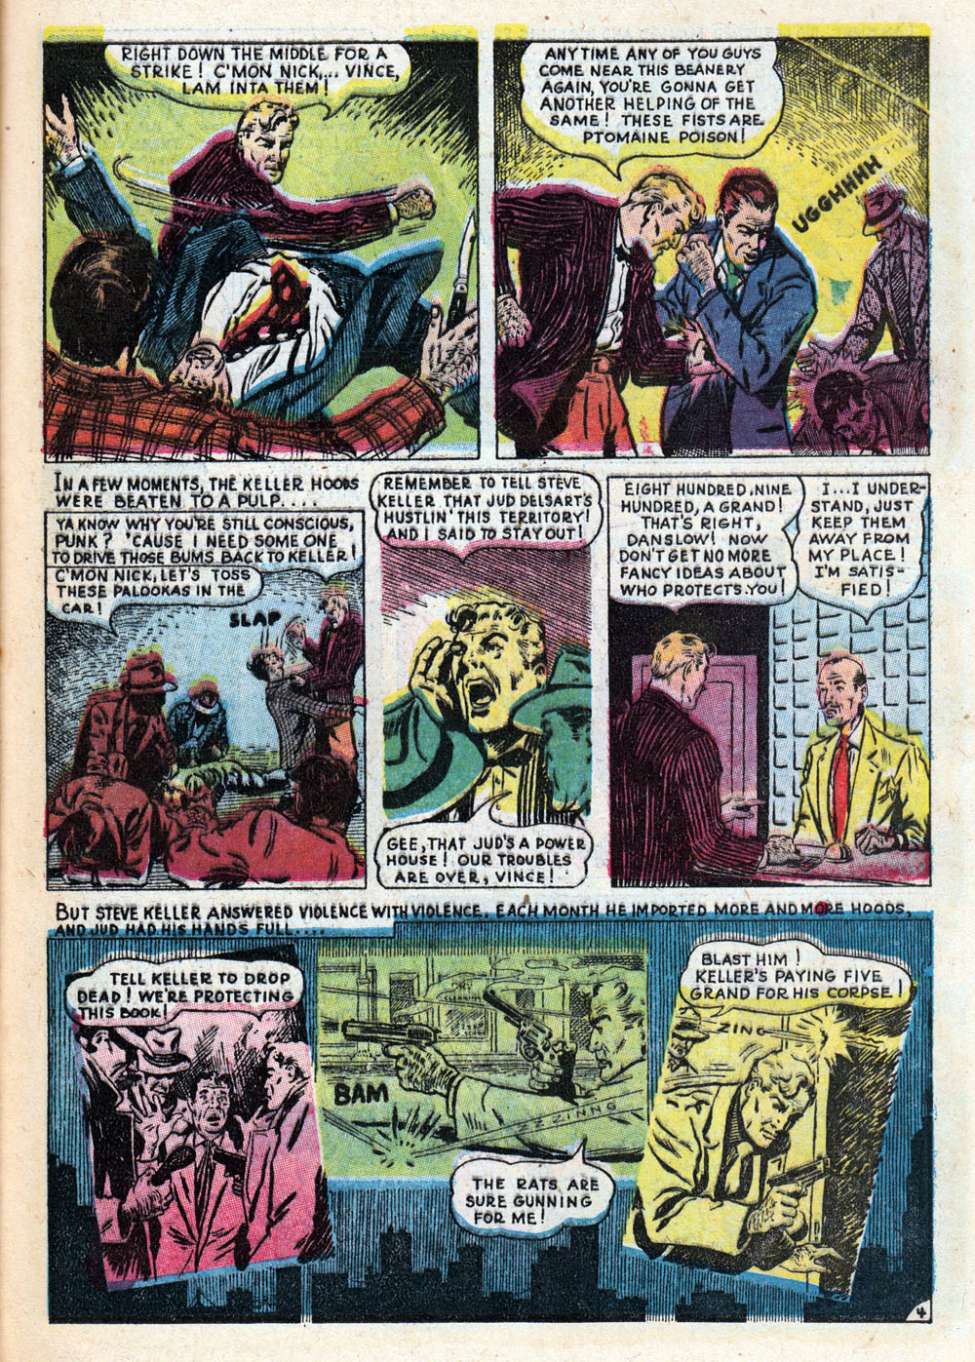 RIGHT DOWN THE MIDDLE FOR A
STRIKE! C'MON NICK,... VINCE,
LAM INTA THEM!
ANYTIME ANY OF YOU GUYS
COME NEAR THIS BEANERY
AGAIN, YOU'RE GONNA GET
ANOTHER HELPING OF THE
SAME! THESE FISTS ARE
PTOMAINE POISON!
UGGHHHH
IN A FEW MOMENTS, THE KELLER HOODS
WERE BEATEN TO A PULP....
YA KNOW WHY YOU'RE STILL CONSCIOUS,
PUNK? 'CAUSE I NEED SOME ONE
TO DRIVE THOSE BUMS BACK TO KELLER!
C'MON NICK, LET'S TOSS
THESE PALOOKAS IN THE
CAR!
SLAP
REMEMBER TO TELL STEVE
KELLER THAT JUD DELSART'S
HUSTLIN' THIS TERRITORY!
AND I SAID TO STAY OUT!
GEE, THAT JUD'S A POWER
HOUSE! OUR TROUBLES
ARE OVER, VINCE!
EIGHT HUNDRED, NINE
HUNDRED, A GRAND!
THAT'S RIGHT,
DANSLOW! NOW
DON'T GET NO MORE
FANCY IDEAS ABOUT
WHO PROTECTS YOU!
I...I UNDER-
STAND, JUST
KEEP THEM
AWAY FROM
MY PLACE!
I'M SATIS-
FIED!
BUT STEVE KELLER ANSWERED VIOLENCE WITH VIOLENCE. EACH MONTH HE IMPORTED MORE AND MORE HOODS,
AND JUD HAD HIS HANDS FULL....
TELL KELLER TO DROP
DEAD! WE'RE PROTECTING
THIS BOOK!
BAM
ZZZINNG
THE RATS ARE
SURE GUNNING
FOR ME!
BLAST HIM!
KELLER'S PAYING FIVE
GRAND FOR HIS CORPSE!
ZING
4